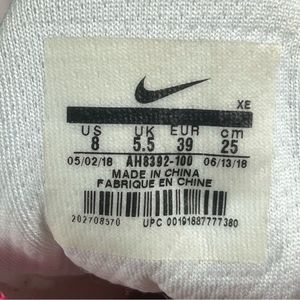 XE
US UK EUR cm
8 5.5 39 25
05/02/18 AH8392-100 06/13/18
MADE IN CHINA
FABRIQUE EN CHINE
202708570 UPC 00191887777380